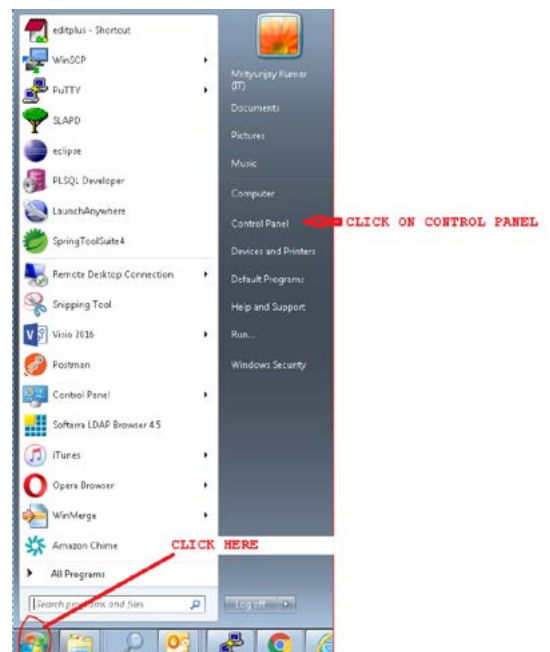 editplus - Shortcut
WinSCP
PuTTY
SLAPD
eclipse
PLSQL Developer
LaunchAnywhere
SpringToolSuite4
Remote Desktop Connection
Snipping Tool
Visio 2016
Postman
Control Panel
Softerra LDAP Browser 4.5
iTunes
Opera Browser
WinMerge
Amazon Chime
All Programs
Search programs and files
Mrityunjay Kumar
(IT)
Documents
Pictures
Music
Computer
Control Panel
Devices and Printers
Default Programs
Help and Support
Run...
Windows Security
Log off
CLICK ON CONTROL PANEL
CLICK HERE